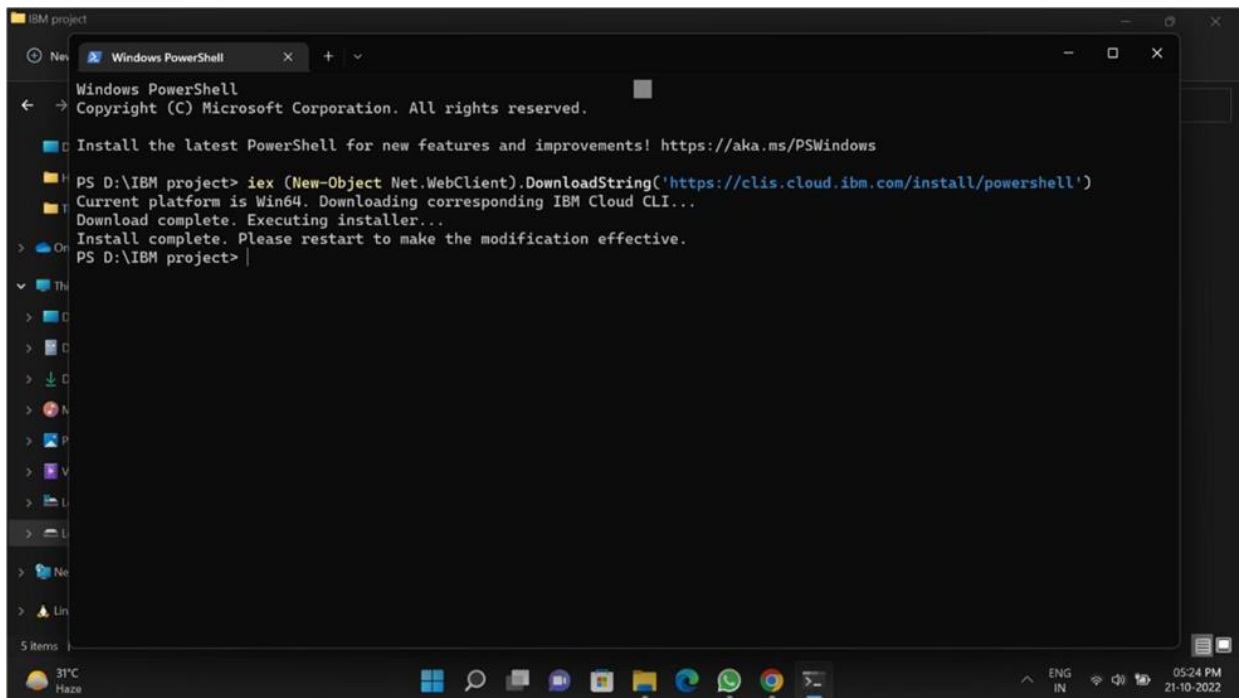 IBM project
Windows PowerShell
Windows PowerShell
Copyright (C) Microsoft Corporation. All rights reserved.
Install the latest PowerShell for new features and improvements! https://aka.ms/PSWindows
PS D:\IBM project> iex (New-Object Net.WebClient).DownloadString('https://clis.cloud.ibm.com/install/powershell')
Current platform is Win64. Downloading corresponding IBM Cloud CLI...
Download complete. Executing installer...
Install complete. Please restart to make the modification effective.
PS D:\IBM project>
5 items
31°C
Haze
ENG
IN
05:24 PM
21-10-2022